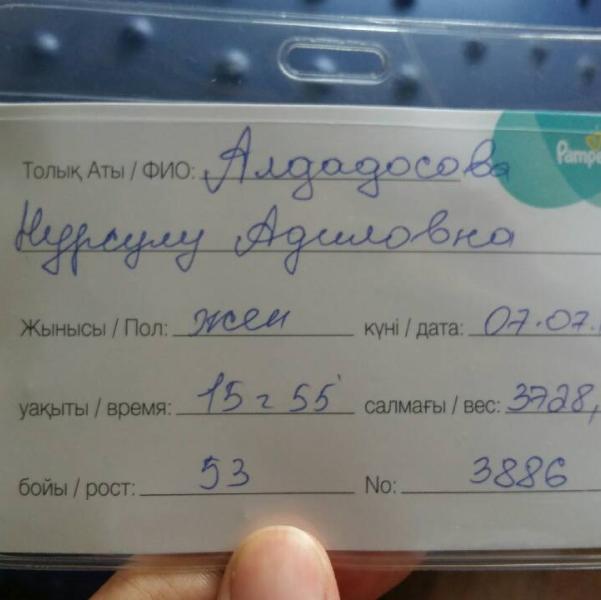 Pampe
Толық Аты / ФИО: Алдадосова
Нурсулу Адиловна
Жынысы / Пол: жен күні / дата: 07.07.
уақыты / время: 15 г 55' салмағы / вес: 3728,
бойы / рост: 53 No: 3886